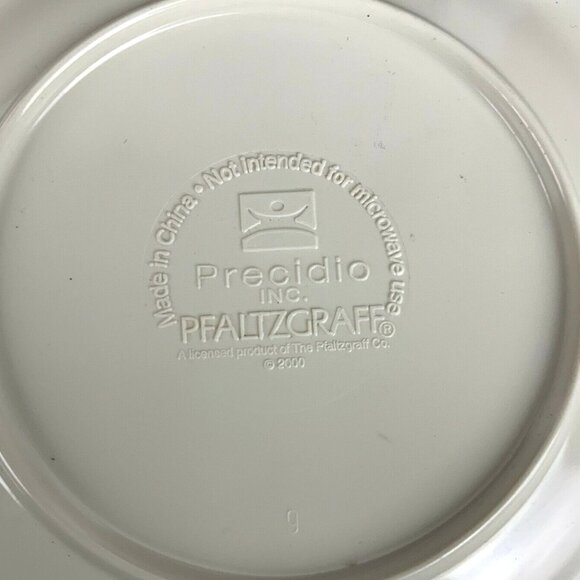 Made in China • Not Intended for microwave use
Precidio
INC.
PFALTZGRAFF®
A licensed product of The Pfaltzgraff Co.
© 2000
9